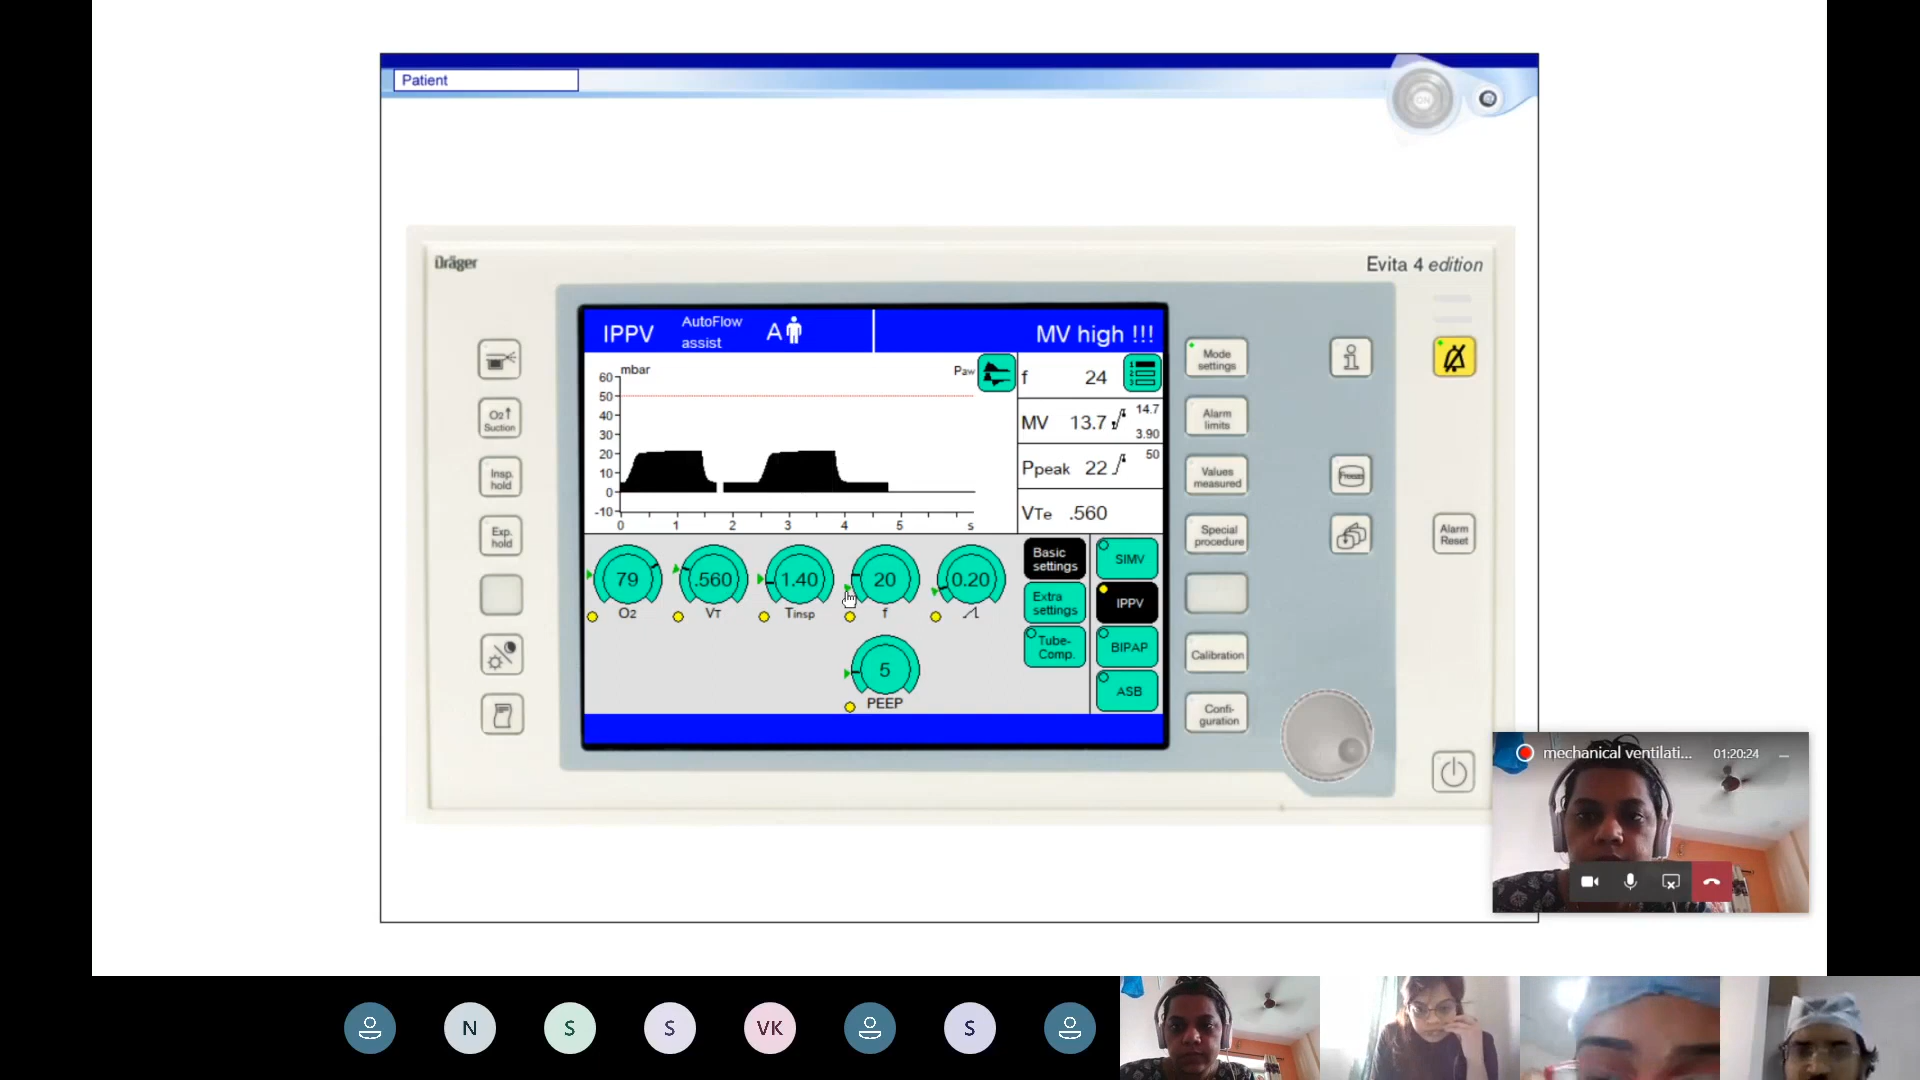 Patient
ON
Dräger
Evita 4 edition
IPPV
AutoFlow
assist
A
MV high !!!
mbar
Paw
60
50
40
30
20
10
0
-10
0 1 2 3 4 5 s
f 24
MV 13.7 14.7
3.90
Ppeak 22 50
VTe .560
79
O2
.560
VT
1.40
Tinsp
20
f
0.20
5
PEEP
Basic
settings
Extra
settings
Tube-
Comp.
SIMV
IPPV
BIPAP
ASB
O2↑
Suction
Insp.
hold
Exp.
hold
Mode
settings
Alarm
limits
Values
measured
Special
procedure
Calibration
Confi-
guration
i
Freeze
Alarm
Reset
mechanical ventilati... 01:20:24
N
S
S
VK
S